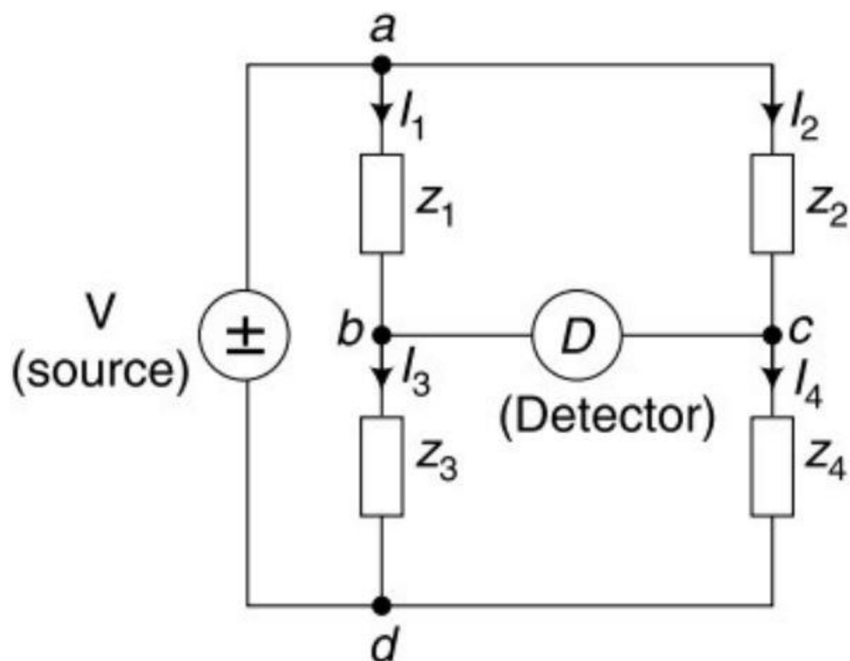 a
I₁
I₂
z₁
z₂
V
(source)
±
b
D
c
(Detector)
I₃
I₄
z₃
z₄
d